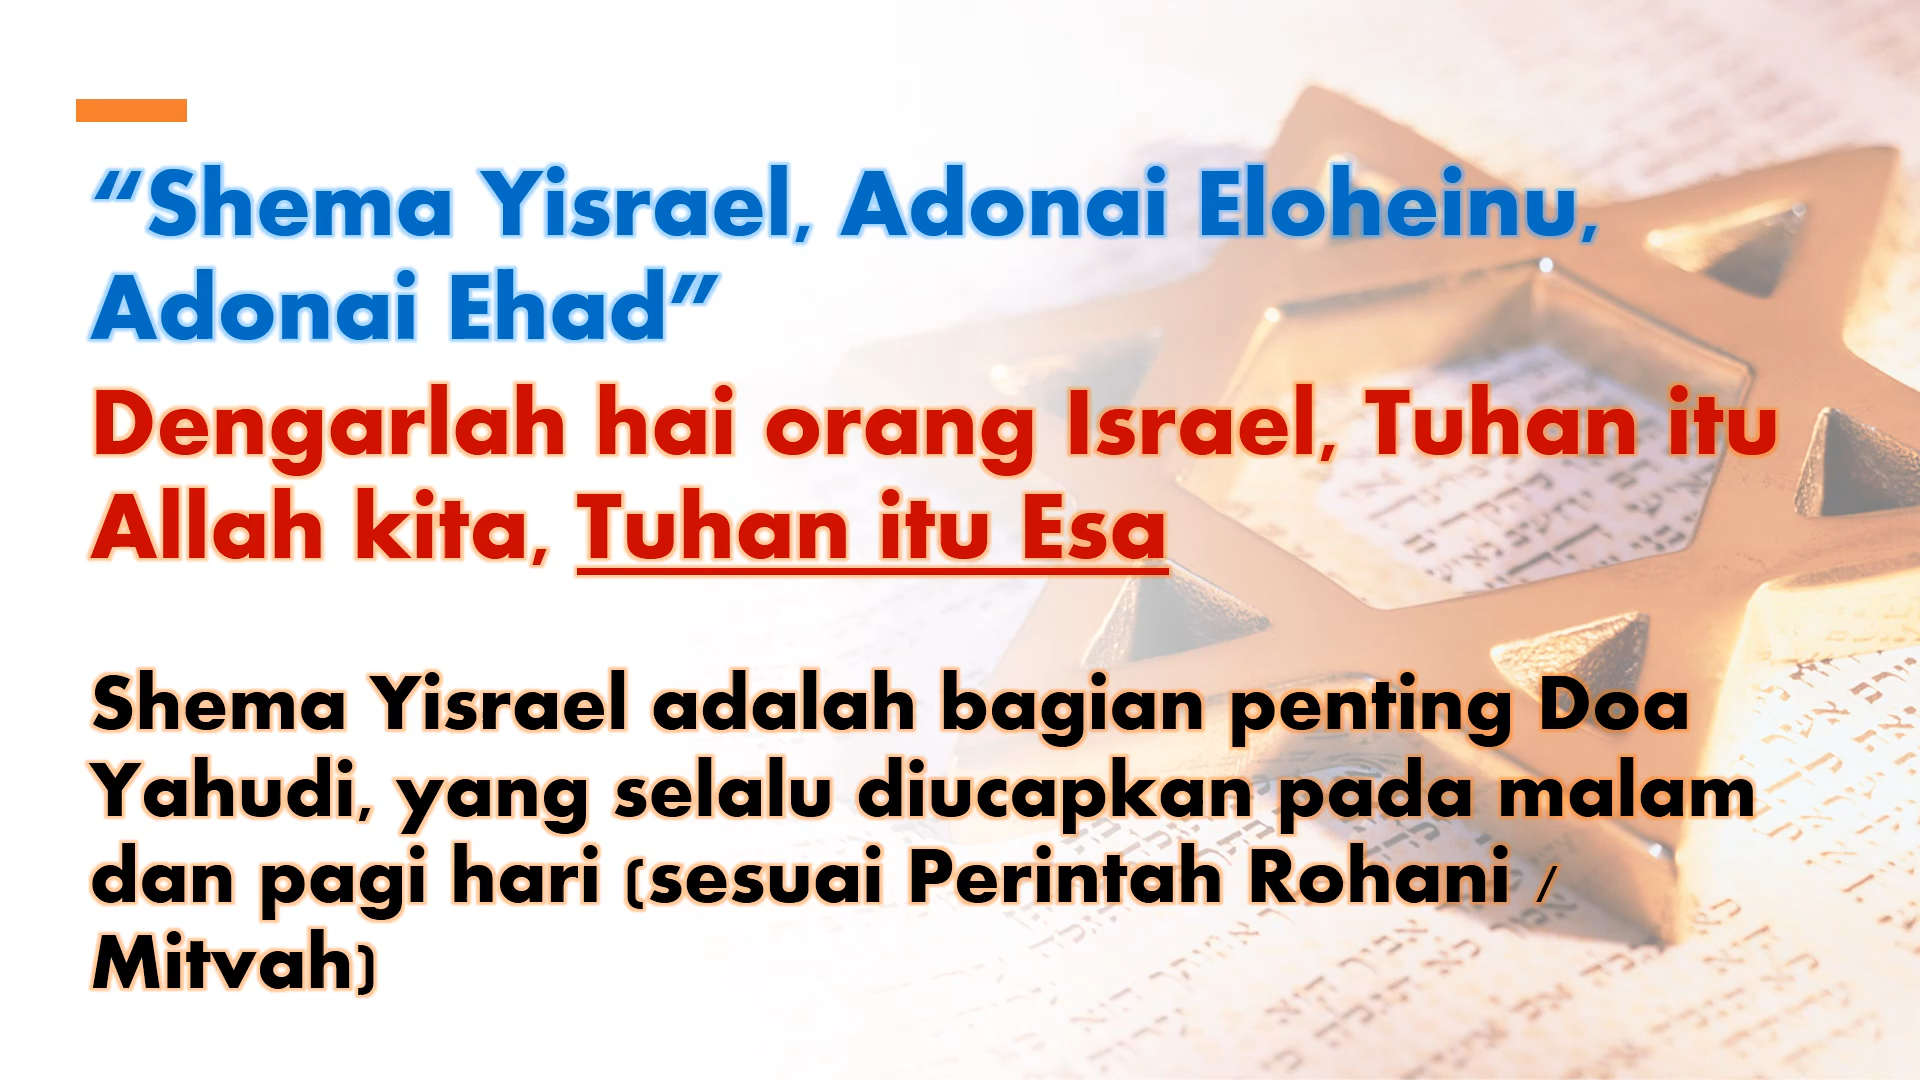 “Shema Yisrael, Adonai Eloheinu,
Adonai Ehad”
Dengarlah hai orang Israel, Tuhan itu
Allah kita, Tuhan itu Esa
Shema Yisrael adalah bagian penting Doa
Yahudi, yang selalu diucapkan pada malam
dan pagi hari (sesuai Perintah Rohani /
Mitvah)